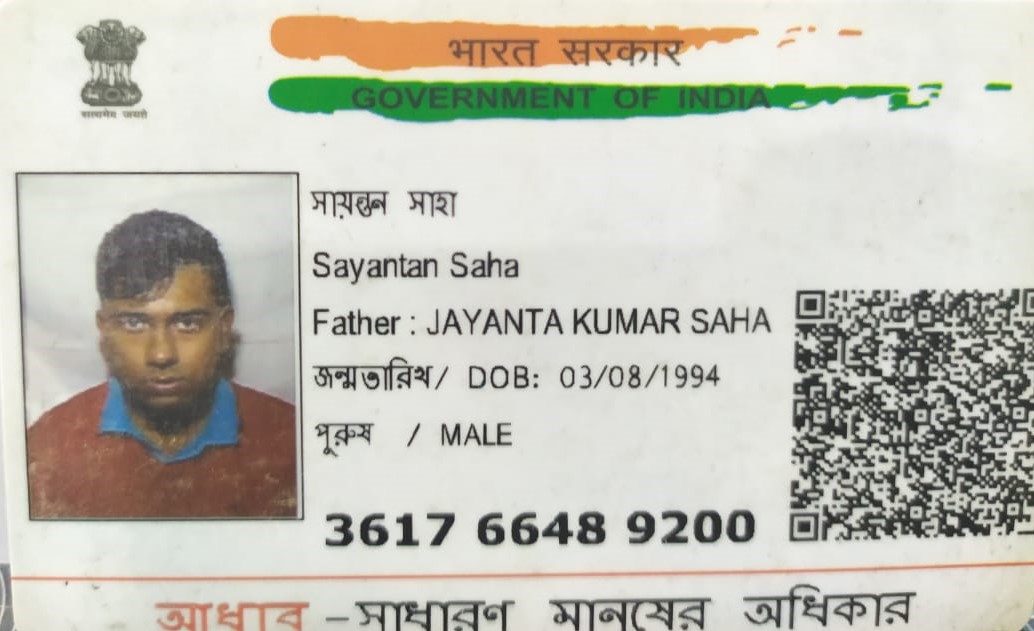 सत्यमेव जयते
भारत सरकार
GOVERNMENT OF INDIA
সায়ন্তন সাহা
Sayantan Saha
Father : JAYANTA KUMAR SAHA
জন্মতারিখ/ DOB: 03/08/1994
পুরুষ / MALE
3617 6648 9200
আধার -সাধারণ মানুষের অধিকার